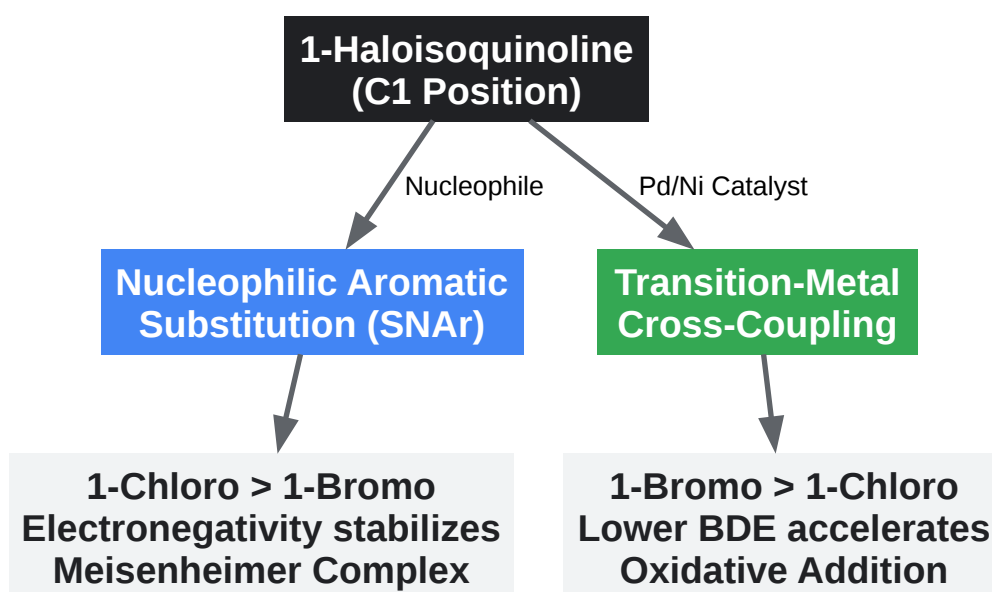 1-Haloisoquinoline
(C1 Position)
Nucleophile
Pd/Ni Catalyst
Nucleophilic Aromatic
Substitution (SNAr)
Transition-Metal
Cross-Coupling
1-Chloro > 1-Bromo
Electronegativity stabilizes
Meisenheimer Complex
1-Bromo > 1-Chloro
Lower BDE accelerates
Oxidative Addition